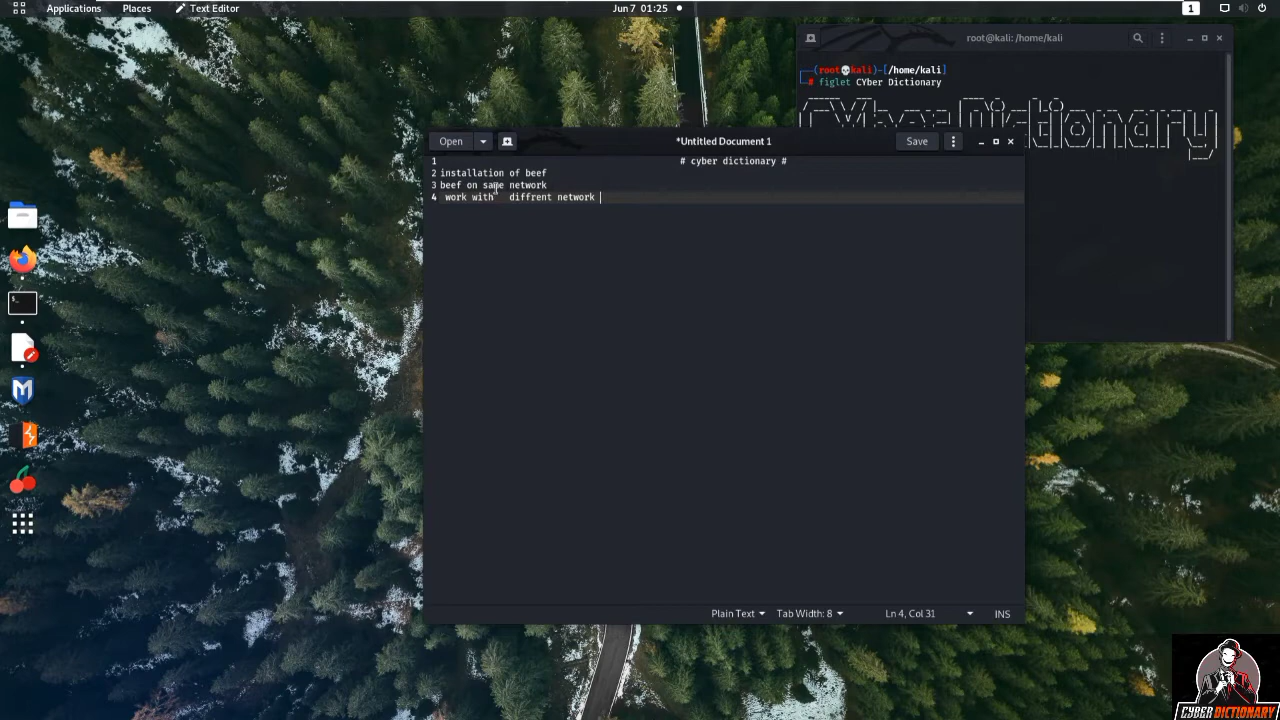 Applications Places Text Editor Jun 7 01:25 1
root@kali: /home/kali
(root kali)-[/home/kali]
# figlet CYber Dictionary
CYber Dictionary
Open *Untitled Document 1 Save
1 # cyber dictionary #
2 installation of beef
3 beef on same network
4 work with diffrent network
Plain Text Tab Width: 8 Ln 4, Col 31 INS
CYBER DICTIONARY